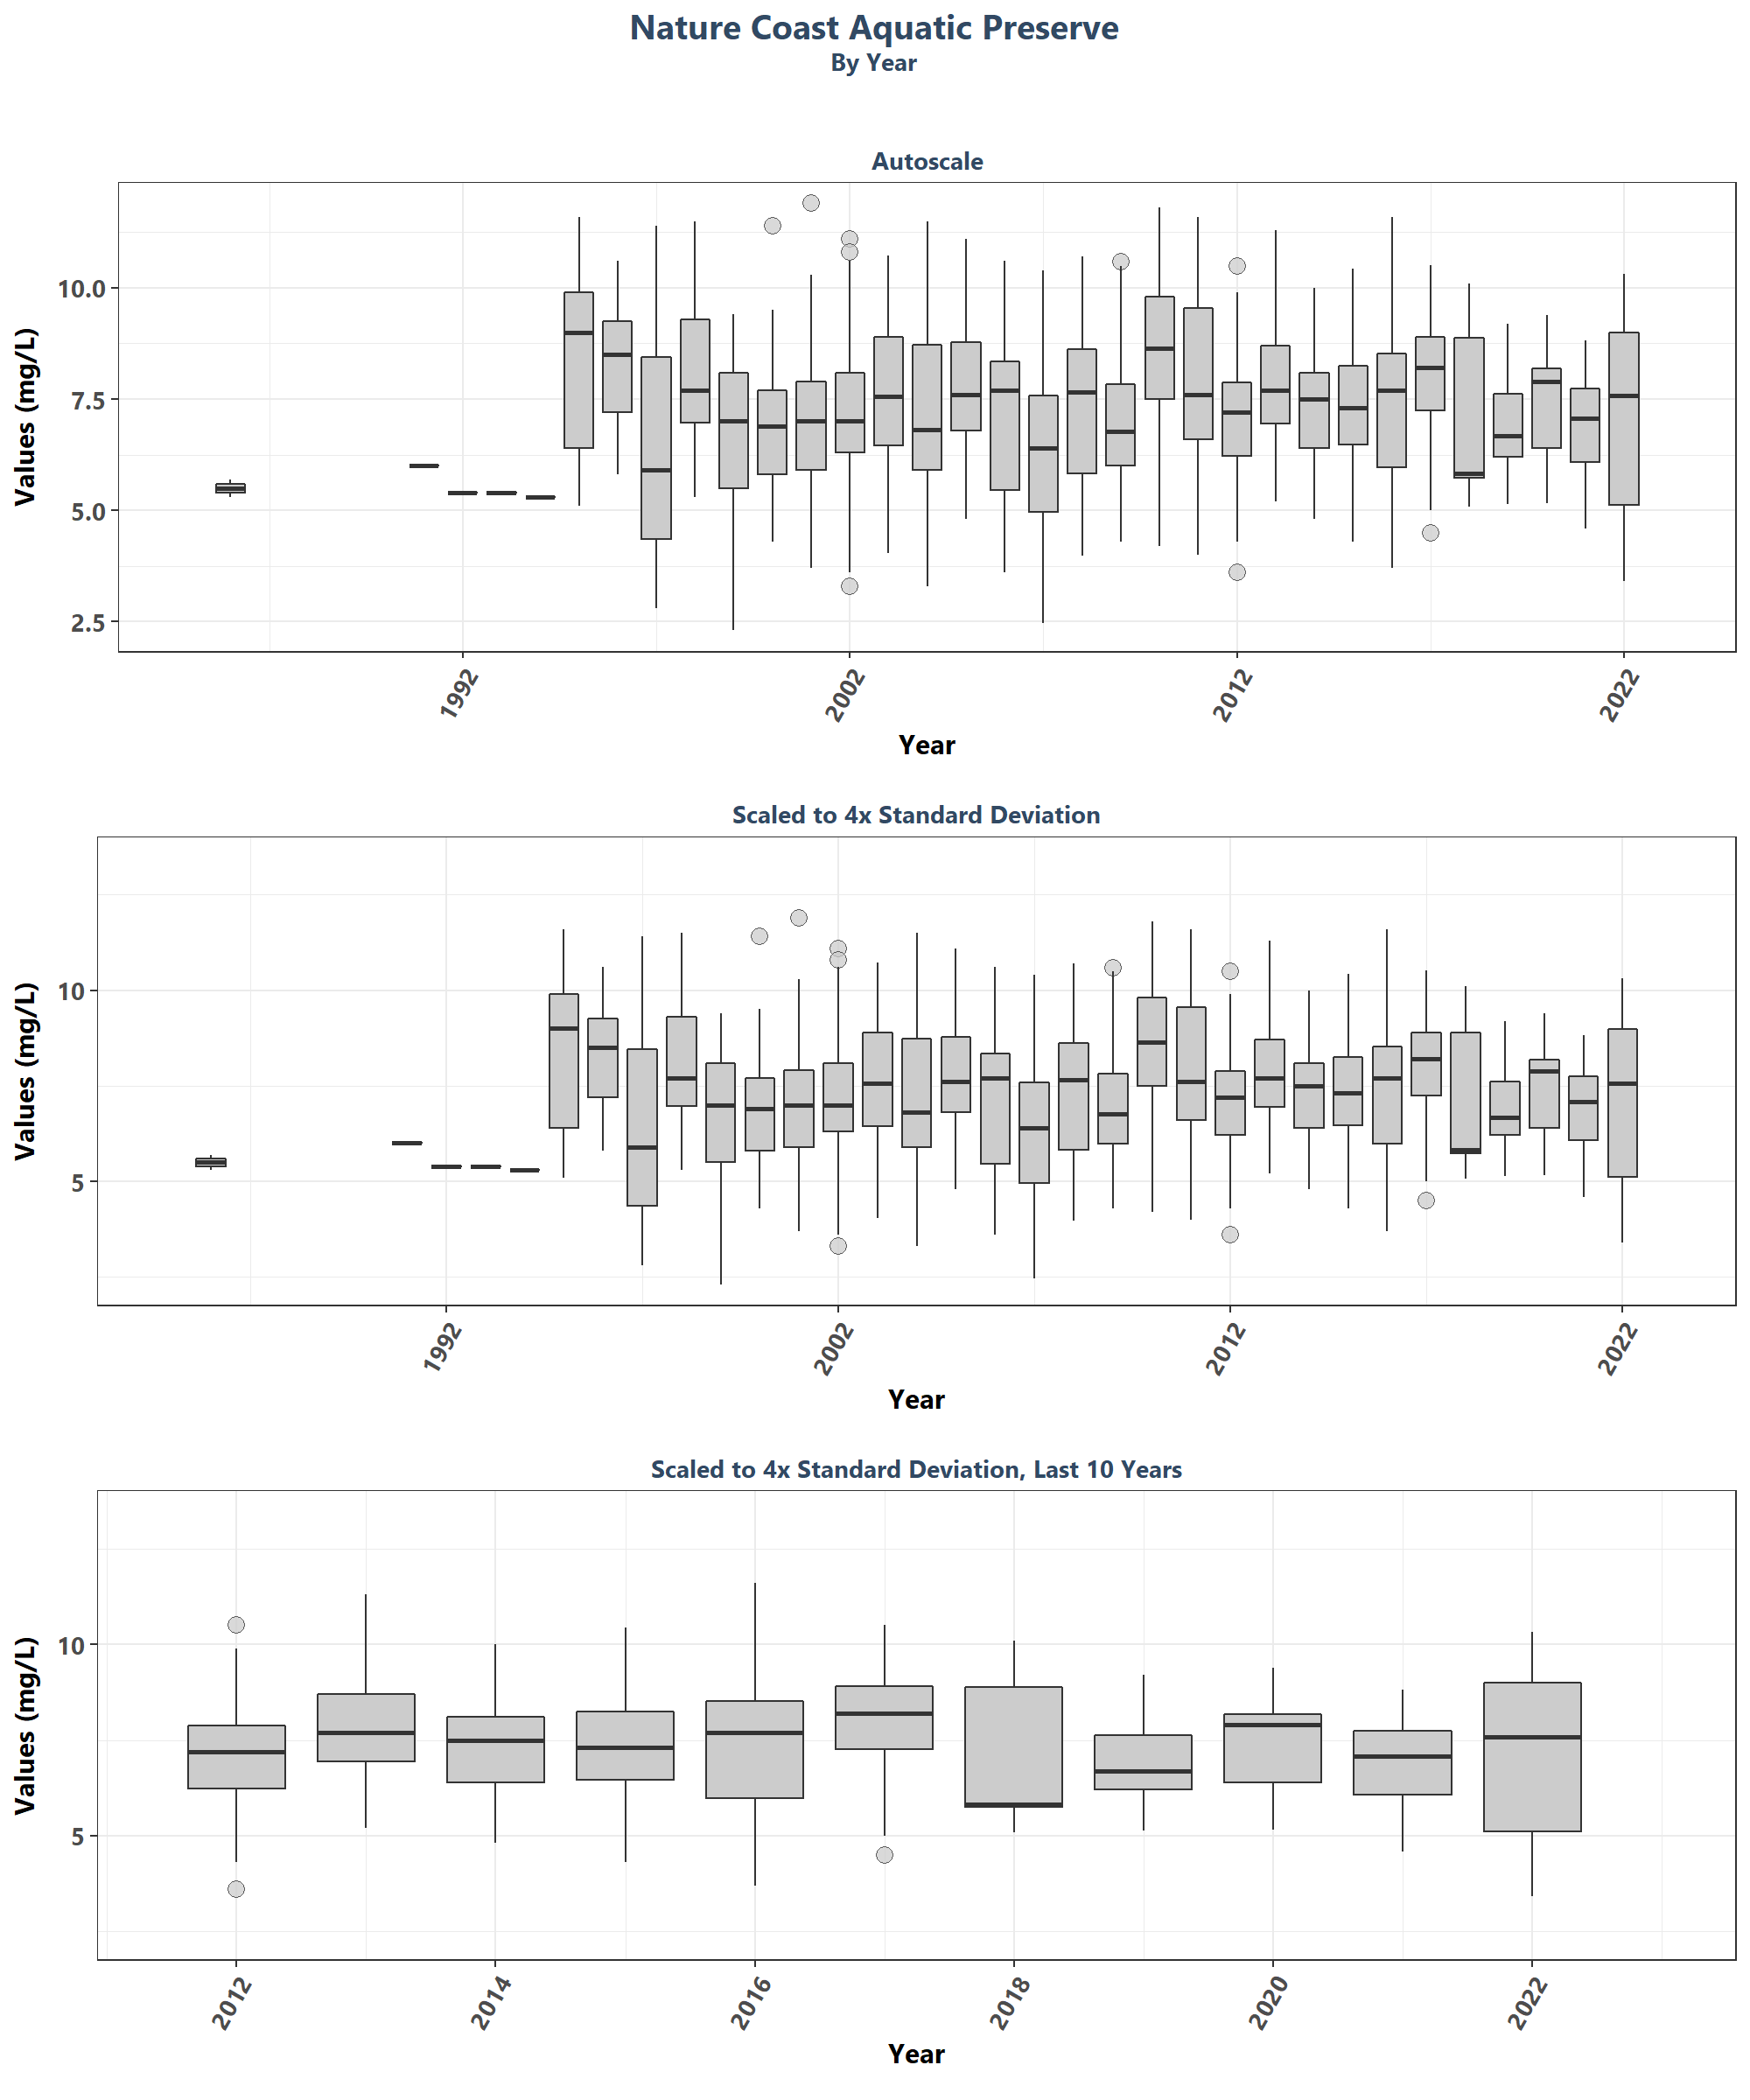 Nature Coast Aquatic Preserve
By Year
Autoscale
Values (mg/L)
10.0
7.5
5.0
2.5
1992 2002 2012 2022
Year
Scaled to 4x Standard Deviation
Values (mg/L)
10
5
1992 2002 2012 2022
Year
Scaled to 4x Standard Deviation, Last 10 Years
Values (mg/L)
10
5
2012 2014 2016 2018 2020 2022
Year